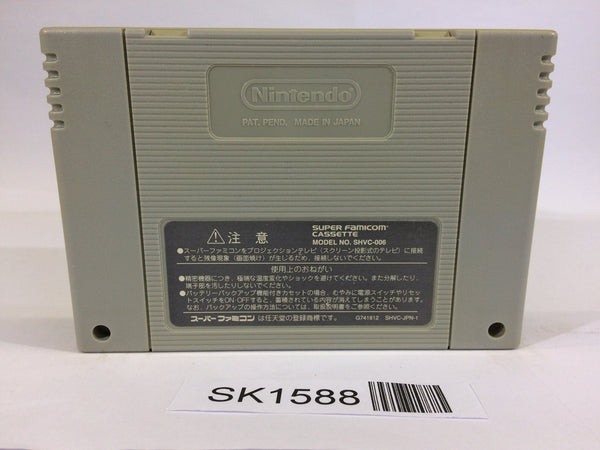 Nintendo
PAT. PEND. MADE IN JAPAN
⚠注意
SUPER FAMICOM
CASSETTE
MODEL NO. SHVC-006
●スーパーファミコンをプロジェクションテレビ(スクリーン投影式のテレビ)に接続
すると残像現象(画面焼け)が生じるため、接続しないでください。
使用上のおねがい
●精密機器につき、極端な温度変化やショックを避けてください。また分解したり、
端子部を汚したりしないでください。
●バッテリーバックアップ機能付きカセットの場合、むやみに電源スイッチやリセ
ットスイッチをON OFFすると、蓄積されている内容が消えてしまうことがあります。
なお、バックアップの操作方法については、取扱説明書をご参照ください。
スーパーファミコンは任天堂の登録商標です。
G741812 SHVC-JPN-1
SK1588